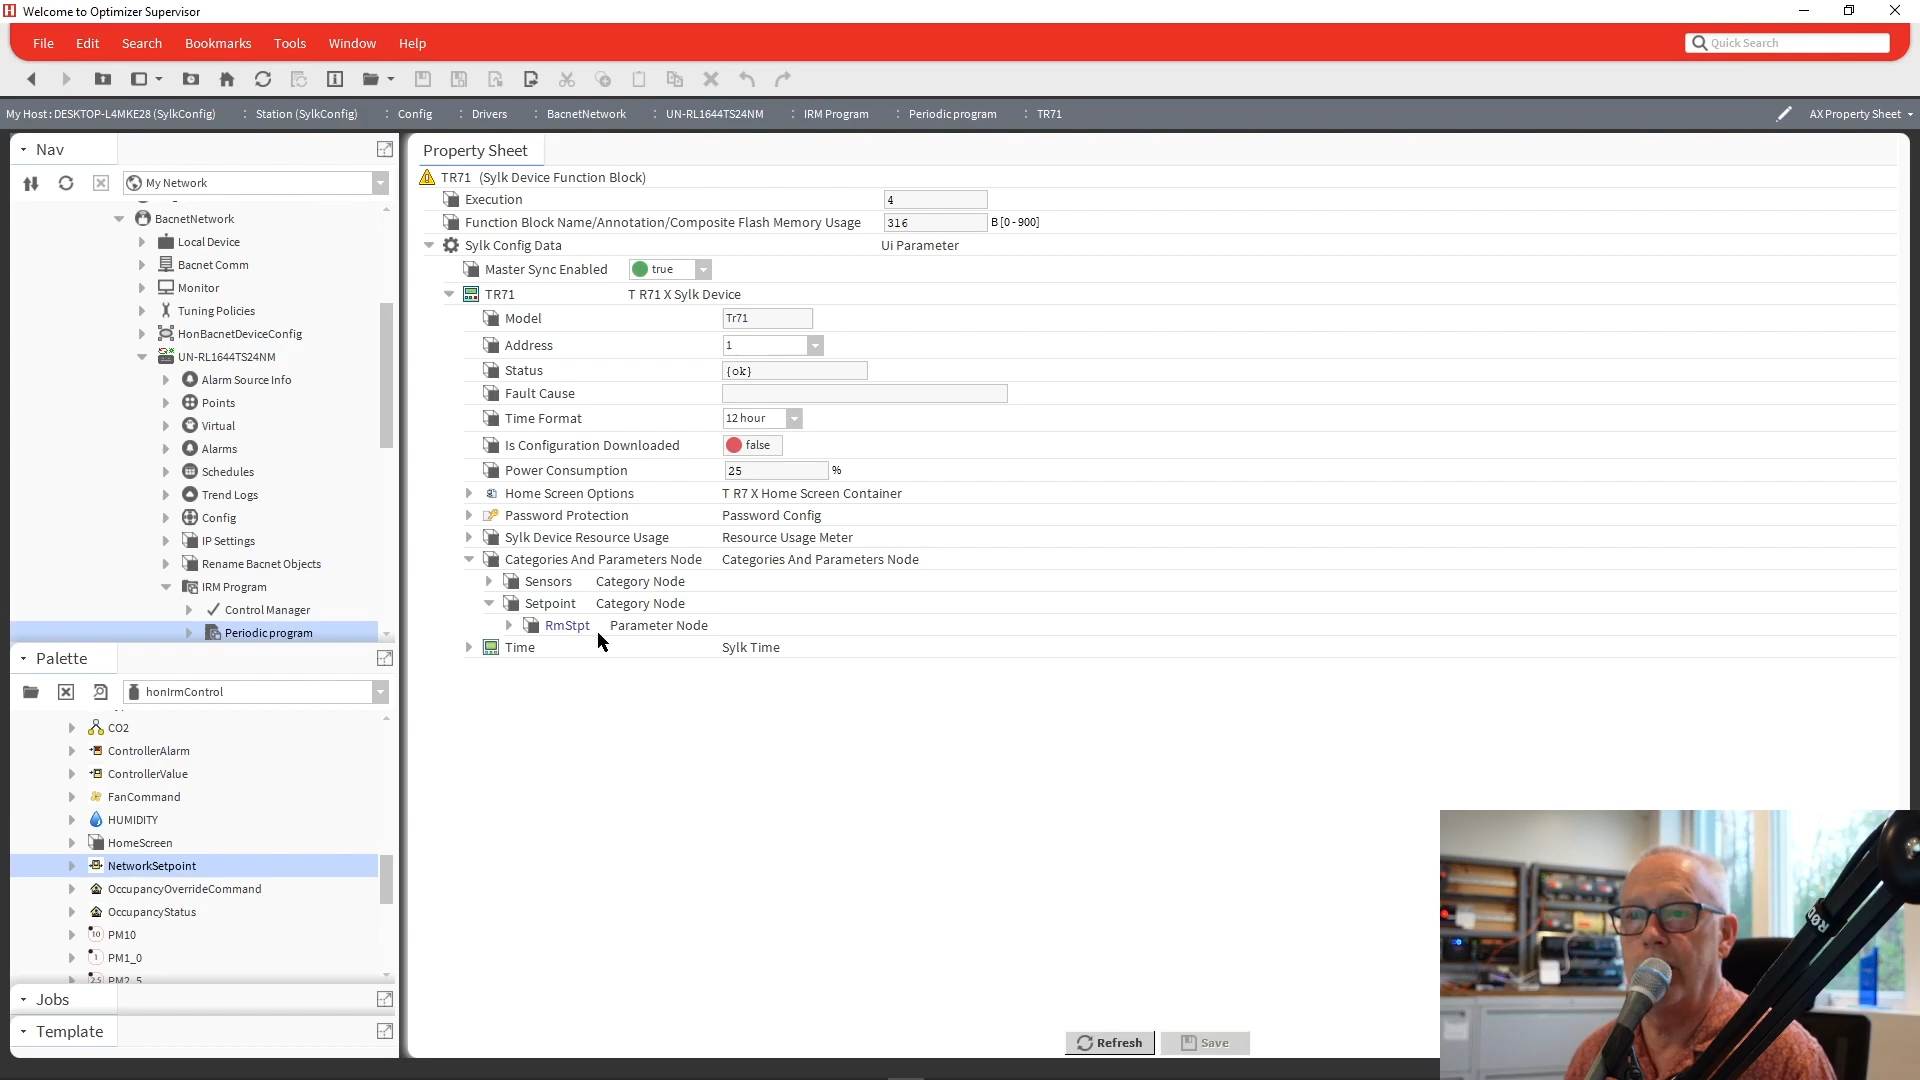 Welcome to Optimizer Supervisor
File Edit Search Bookmarks Tools Window Help
Quick Search
My Host : DESKTOP-L4MKE28 (SylkConfig) : Station (SylkConfig) : Config : Drivers : BacnetNetwork : UN-RL1644TS24NM : IRM Program : Periodic program : TR71
AX Property Sheet
Nav
My Network
BacnetNetwork
Local Device
Bacnet Comm
Monitor
Tuning Policies
HonBacnetDeviceConfig
UN-RL1644TS24NM
Alarm Source Info
Points
Virtual
Alarms
Schedules
Trend Logs
Config
IP Settings
Rename Bacnet Objects
IRM Program
Control Manager
Periodic program
Palette
honIrmControl
CO2
ControllerAlarm
ControllerValue
FanCommand
HUMIDITY
HomeScreen
NetworkSetpoint
OccupancyOverrideCommand
OccupancyStatus
PM10
PM1_0
PM2_5
Jobs
Template
Property Sheet
TR71 (Sylk Device Function Block)
Execution 4
Function Block Name/Annotation/Composite Flash Memory Usage 316 B [0 - 900]
Sylk Config Data Ui Parameter
Master Sync Enabled true
TR71 T R71 X Sylk Device
Model Tr71
Address 1
Status {ok}
Fault Cause
Time Format 12 hour
Is Configuration Downloaded false
Power Consumption 25 %
Home Screen Options T R7 X Home Screen Container
Password Protection Password Config
Sylk Device Resource Usage Resource Usage Meter
Categories And Parameters Node Categories And Parameters Node
Sensors Category Node
Setpoint Category Node
RmStpt Parameter Node
Time Sylk Time
Refresh Save
RØDE